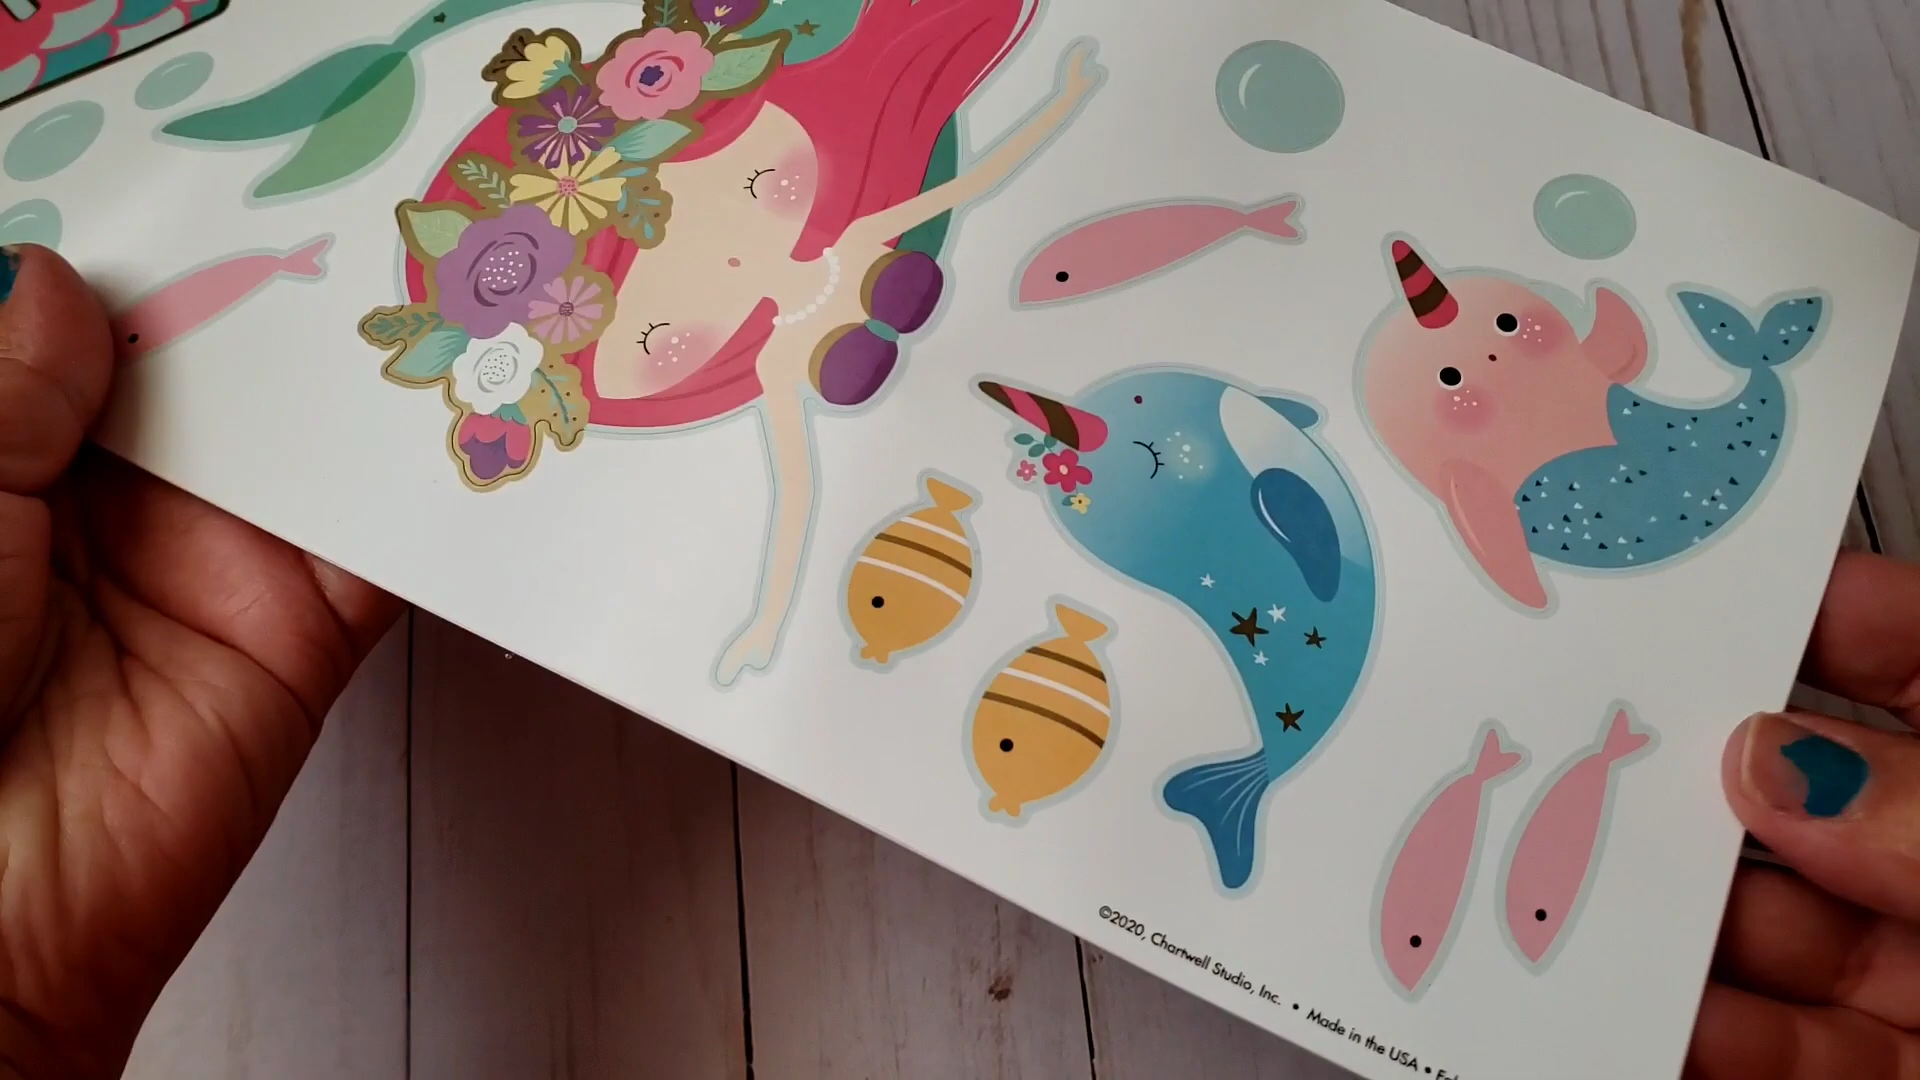 ©2020, Chartwell Studio, Inc. • Made in the USA •